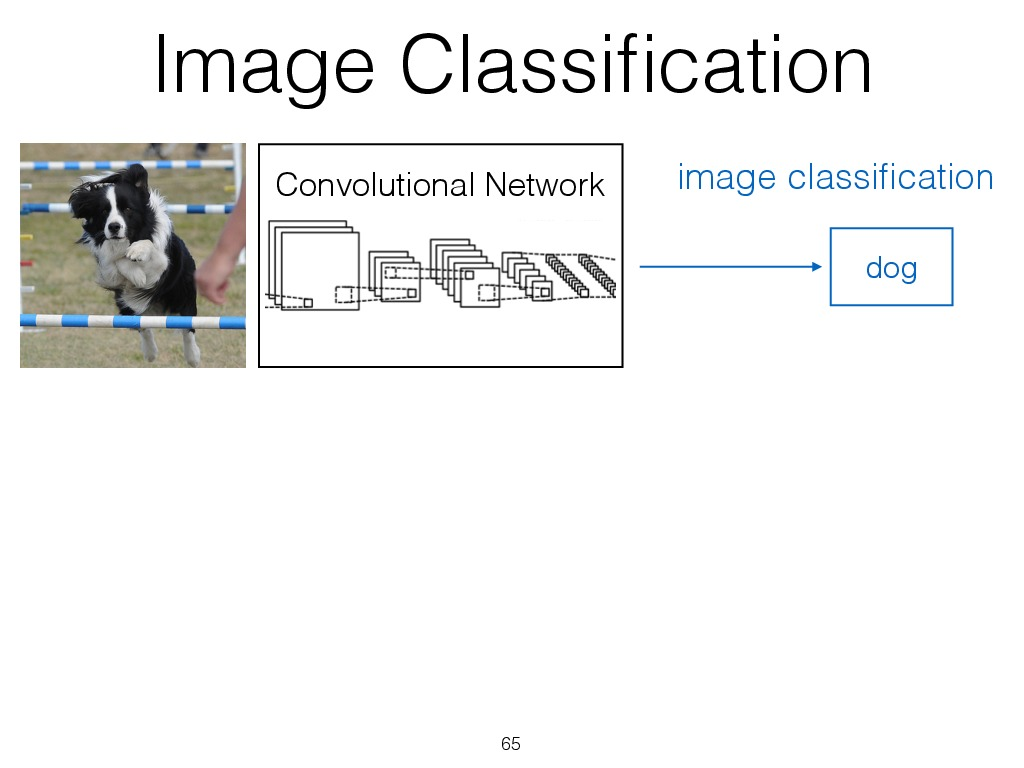 Image Classification
Convolutional Network
image classification
dog
65